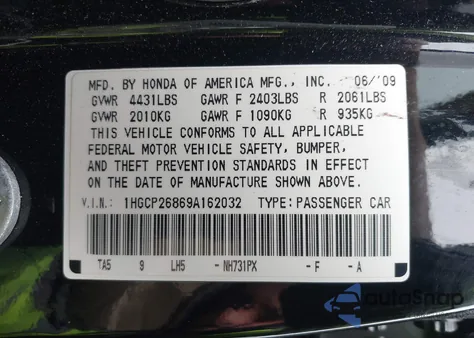 MFD. BY HONDA OF AMERICA MFG., INC. 06/'09
GVWR 4431LBS GAWR F 2403LBS R 2061LBS
GVWR 2010KG GAWR F 1090KG R 935KG
THIS VEHICLE CONFORMS TO ALL APPLICABLE
FEDERAL MOTOR VEHICLE SAFETY, BUMPER,
AND THEFT PREVENTION STANDARDS IN EFFECT
ON THE DATE OF MANUFACTURE SHOWN ABOVE.
V.I.N.: 1HGCP26869A162032 TYPE:PASSENGER CAR
TA5 9 LH5 -NH731PX -F -A
autoSnap